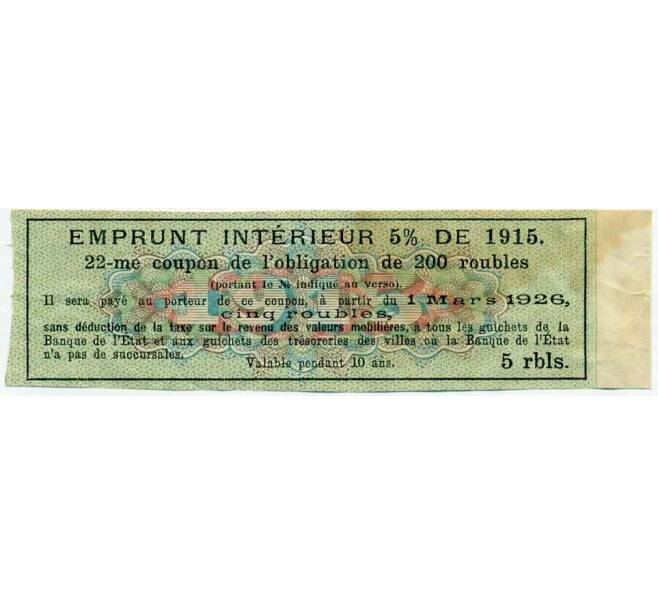 EMPRUNT INTÉRIEUR 5% DE 1915.
22-me coupon de l'obligation de 200 roubles
(portant le № indiqué au verso).
Il sera payé au porteur de ce coupon, à partir du 1 Mars 1926,
cinq roubles,
sans déduction de la taxe sur le revenu des valeurs mobilières, à tous les guichets de la
Banque de l'État et aux guichets des trésoreries des villes où la Banque de l'État
n'a pas de succursales.
Valable pendant 10 ans.
5 rbls.